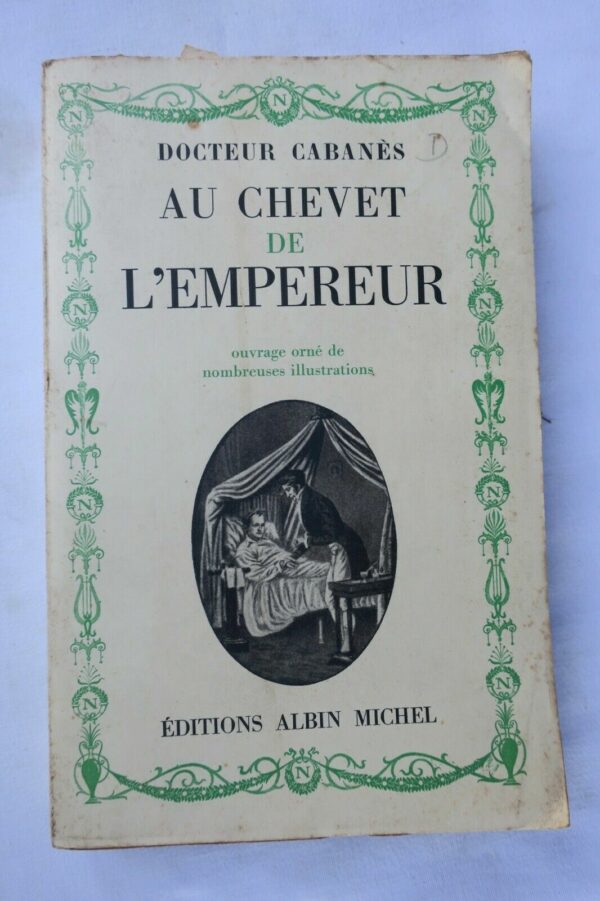 DOCTEUR CABANÈS
AU CHEVET
DE
L'EMPEREUR
ouvrage orné de
nombreuses illustrations
ÉDITIONS ALBIN MICHEL
N
N
N
N
N
N
N
N
N
N